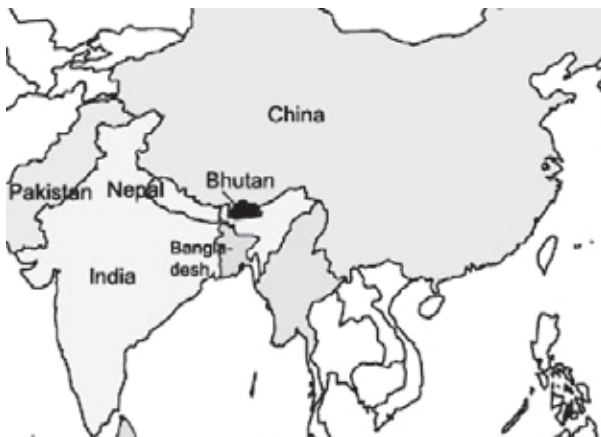 China
Bhutan
Pakistan
Nepal
Bangla-
desh
India